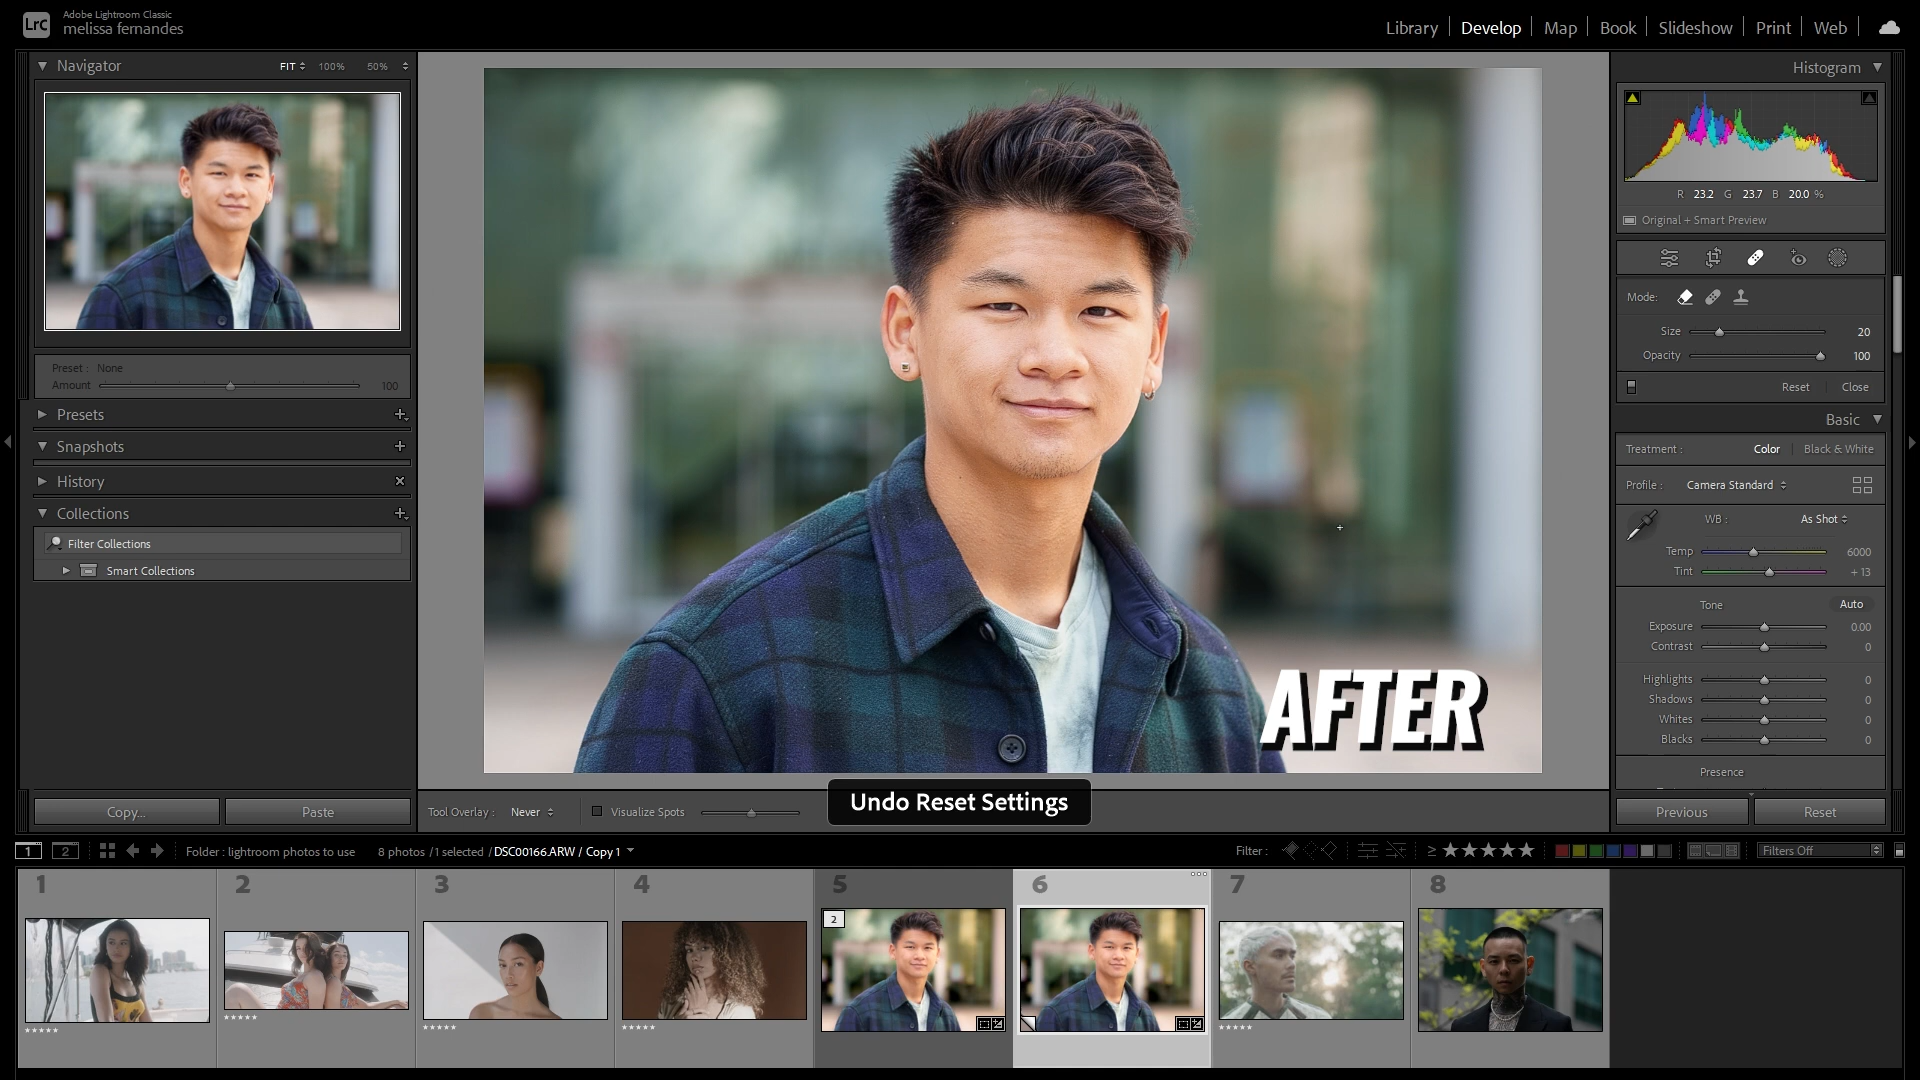 Adobe Lightroom Classic
LrC
melissa fernandes
Library
Develop
Map
Book
Slideshow
Print
Web
Navigator
FIT
100%
50%
Preset : None
Amount
100
Presets
Snapshots
History
Collections
Filter Collections
Smart Collections
Copy...
Paste
AFTER
Undo Reset Settings
Tool Overlay : Never
Visualize Spots
Histogram
R 23.2 G 23.7 B 20.0 %
Original + Smart Preview
Mode:
Size 20
Opacity 100
Reset
Close
Basic
Treatment : Color Black & White
Profile : Camera Standard
WB : As Shot
Temp 6000
Tint + 13
Tone Auto
Exposure 0.00
Contrast 0
Highlights 0
Shadows 0
Whites 0
Blacks 0
Presence
Previous
Reset
1 2
Folder : lightroom photos to use
8 photos / 1 selected / DSC00166.ARW / Copy 1
Filter :
Filters Off
1 2 3 4 5 6 7 8
2